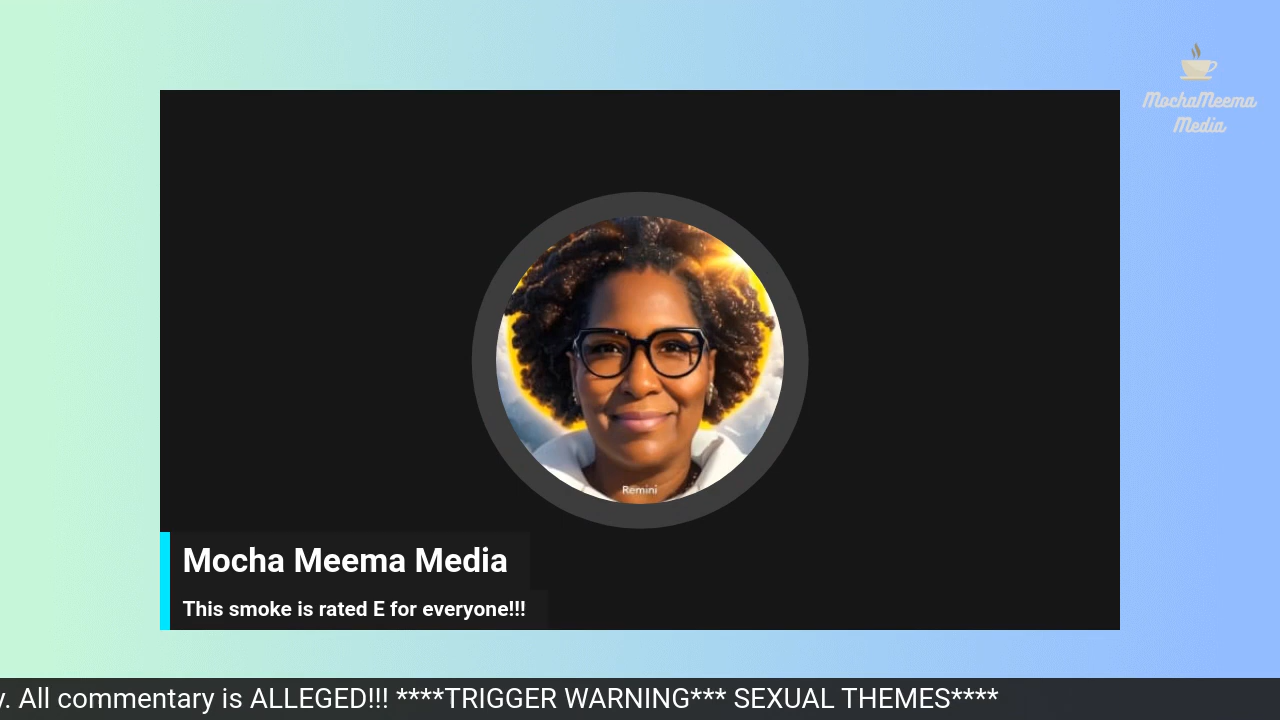 MochaMeema
Media
Remini
Mocha Meema Media
This smoke is rated E for everyone!!!
y. All commentary is ALLEGED!!! ****TRIGGER WARNING*** SEXUAL THEMES****